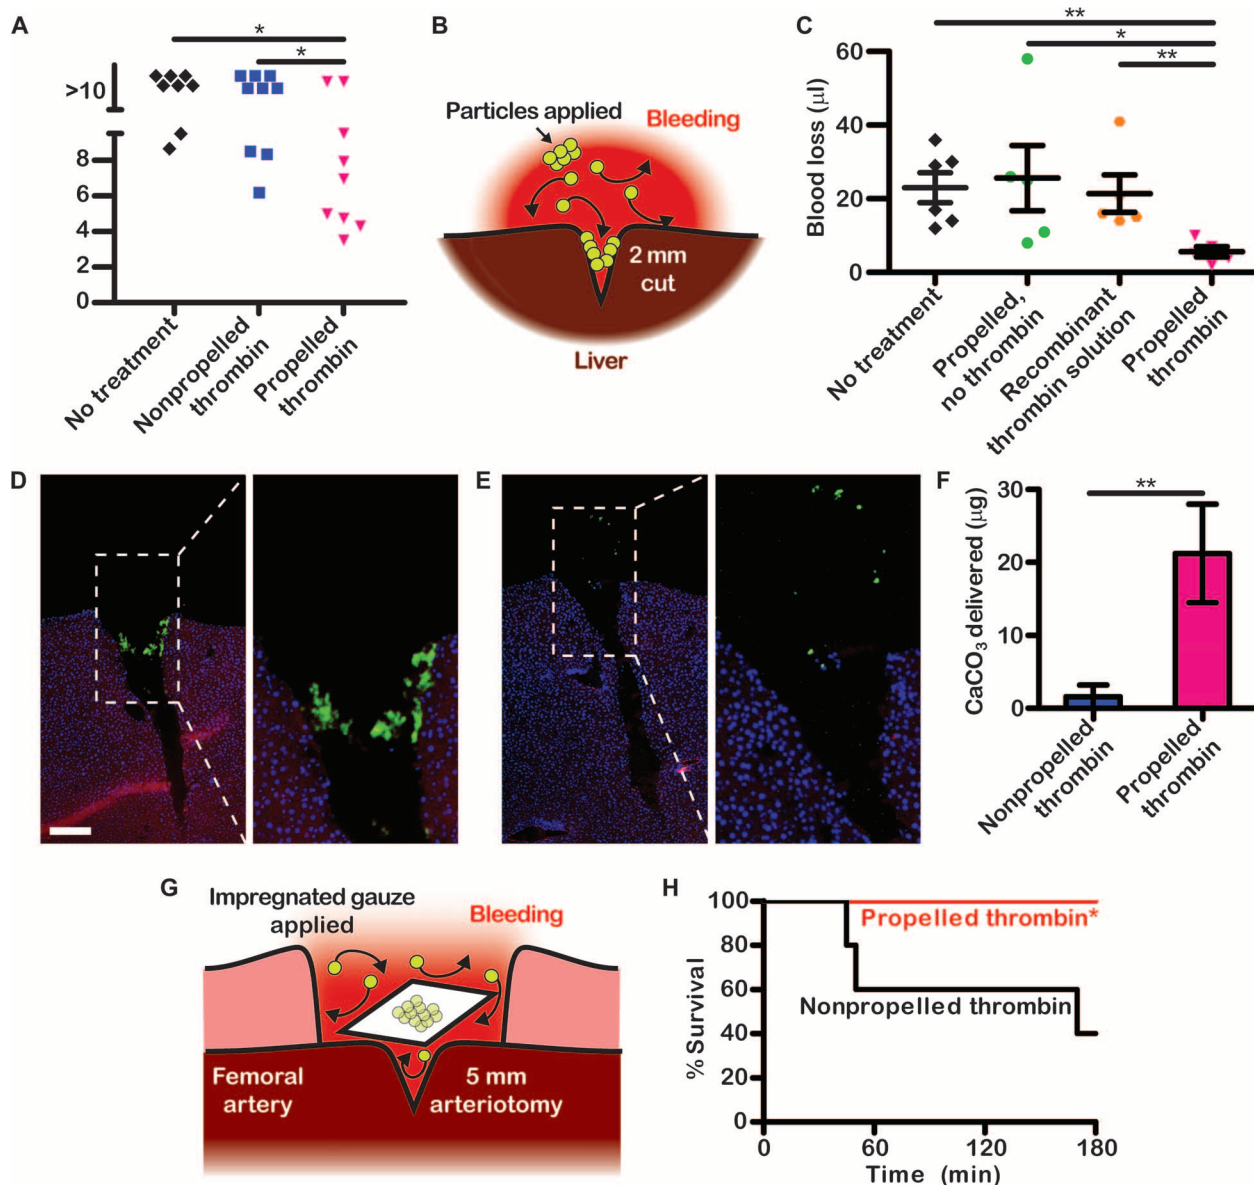 A
*
*
>10
8
6
4
2
0
No treatment
Nonpropelled
thrombin
Propelled
thrombin
B
Particles applied
Bleeding
2 mm
cut
Liver
C
**
*
**
Blood loss (µl)
60
40
20
0
No treatment
Propelled,
no thrombin
Recombinant
thrombin solution
Propelled
thrombin
D
E
F
**
CaCO₃ delivered (µg)
30
20
10
0
Nonpropelled
thrombin
Propelled
thrombin
G
Impregnated gauze
applied
Bleeding
Femoral
artery
5 mm
arteriotomy
H
% Survival
100
80
60
40
20
0
Propelled thrombin*
Nonpropelled thrombin
0
60
120
180
Time (min)